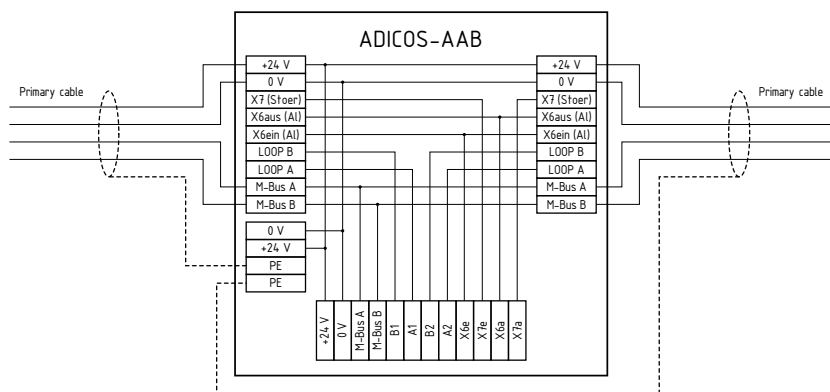 ADICOS-AAB
Primary cable
+24 V
0 V
X7 (Stoer)
X6aus (Al)
X6ein (Al)
LOOP B
LOOP A
M-Bus A
M-Bus B
0 V
+24 V
PE
PE
+24 V
0 V
X7 (Stoer)
X6aus (Al)
X6ein (Al)
LOOP B
LOOP A
M-Bus A
M-Bus B
Primary cable
+24 V
0 V
M-Bus A
M-Bus B
B1
A1
B2
A2
X6e
X7e
X6a
X7a